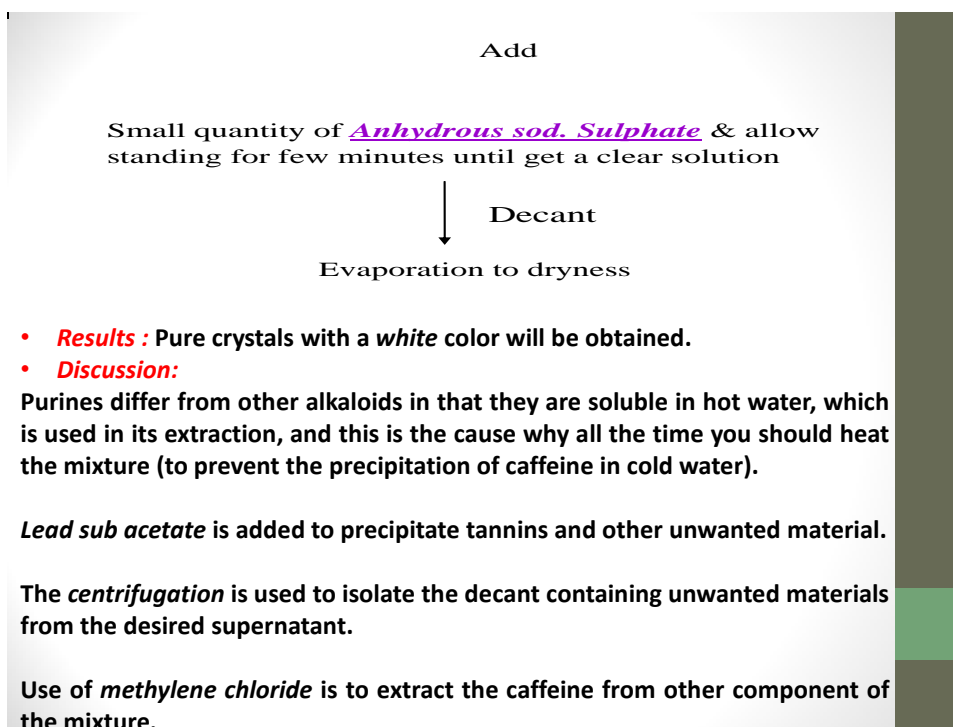 Add
Small quantity of Anhydrous sod. Sulphate & allow
standing for few minutes until get a clear solution
Decant
Evaporation to dryness
• Results : Pure crystals with a white color will be obtained.
• Discussion:
Purines differ from other alkaloids in that they are soluble in hot water, which
is used in its extraction, and this is the cause why all the time you should heat
the mixture (to prevent the precipitation of caffeine in cold water).
Lead sub acetate is added to precipitate tannins and other unwanted material.
The centrifugation is used to isolate the decant containing unwanted materials
from the desired supernatant.
Use of methylene chloride is to extract the caffeine from other component of
the mixture.